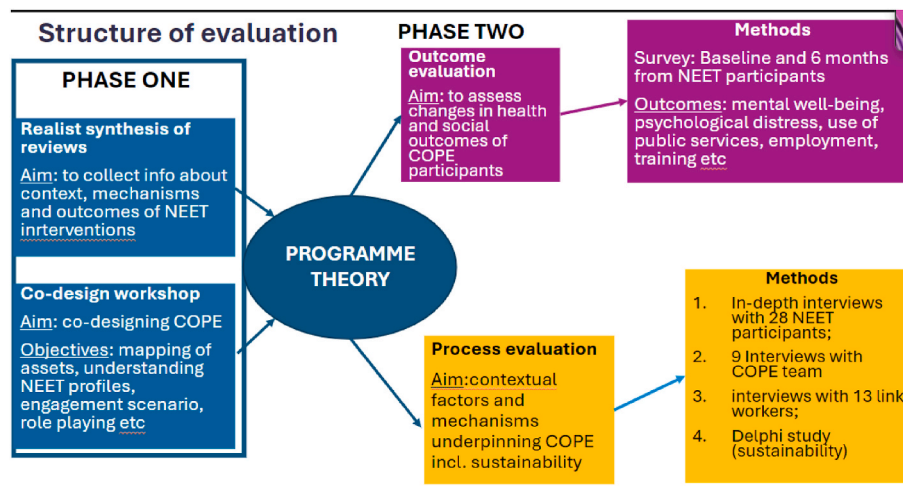 Structure of evaluation
PHASE ONE
Realist synthesis of
reviews
Aim: to collect info about
context, mechanisms
and outcomes of NEET
inrterventions
Co-design workshop
Aim: co-designing COPE
Objectives: mapping of
assets, understanding
NEET profiles,
engagement scenario,
role playing etc
PROGRAMME
THEORY
PHASE TWO
Outcome
evaluation
Aim: to assess
changes in health
and social
outcomes of
COPE
participants
Methods
Survey: Baseline and 6 months
from NEET participants
Outcomes: mental well-being,
psychological distress, use of
public services, employment,
training etc
Process evaluation
Aim:contextual
factors and
mechanisms
underpinning COPE
incl. sustainability
Methods
1. In-depth interviews
with 28 NEET
participants;
2. 9 Interviews with
COPE team
3. interviews with 13 link
workers;
4. Delphi study
(sustainability)